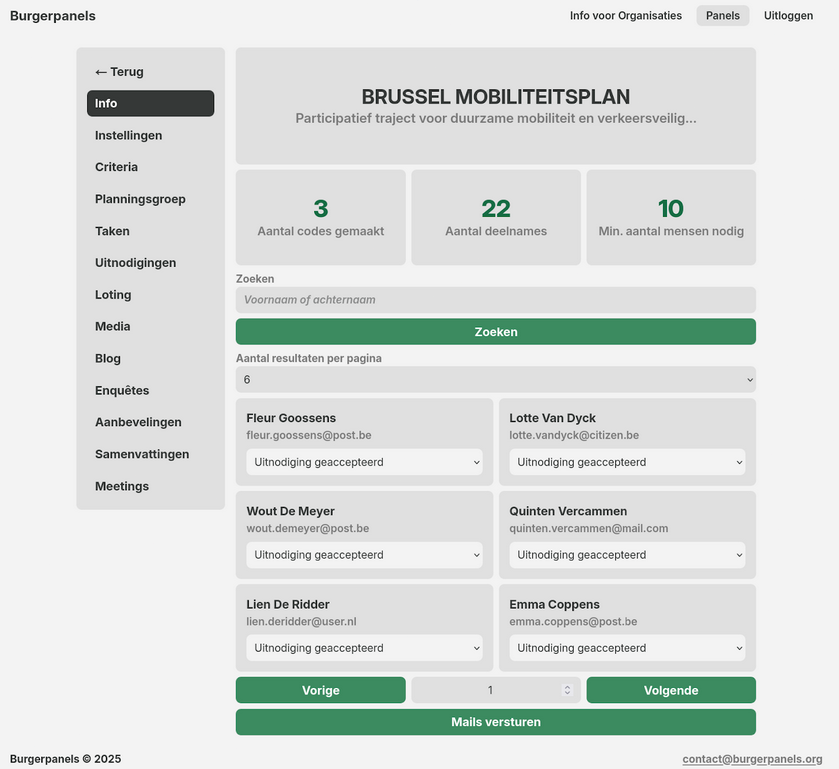 Burgerpanels
Info voor Organisaties
Panels
Uitloggen
← Terug
Info
Instellingen
Criteria
Planningsgroep
Taken
Uitnodigingen
Loting
Media
Blog
Enquêtes
Aanbevelingen
Samenvattingen
Meetings
BRUSSEL MOBILITEITSPLAN
Participatief traject voor duurzame mobiliteit en verkeersveilig...
3
Aantal codes gemaakt
22
Aantal deelnames
10
Min. aantal mensen nodig
Zoeken
Voornaam of achternaam
Zoeken
Aantal resultaten per pagina
6
Fleur Goossens
fleur.goossens@post.be
Uitnodiging geaccepteerd
Lotte Van Dyck
lotte.vandyck@citizen.be
Uitnodiging geaccepteerd
Wout De Meyer
wout.demeyer@post.be
Uitnodiging geaccepteerd
Quinten Vercammen
quinten.vercammen@mail.com
Uitnodiging geaccepteerd
Lien De Ridder
lien.deridder@user.nl
Uitnodiging geaccepteerd
Emma Coppens
emma.coppens@post.be
Uitnodiging geaccepteerd
Vorige
1
Volgende
Mails versturen
Burgerpanels © 2025
contact@burgerpanels.org